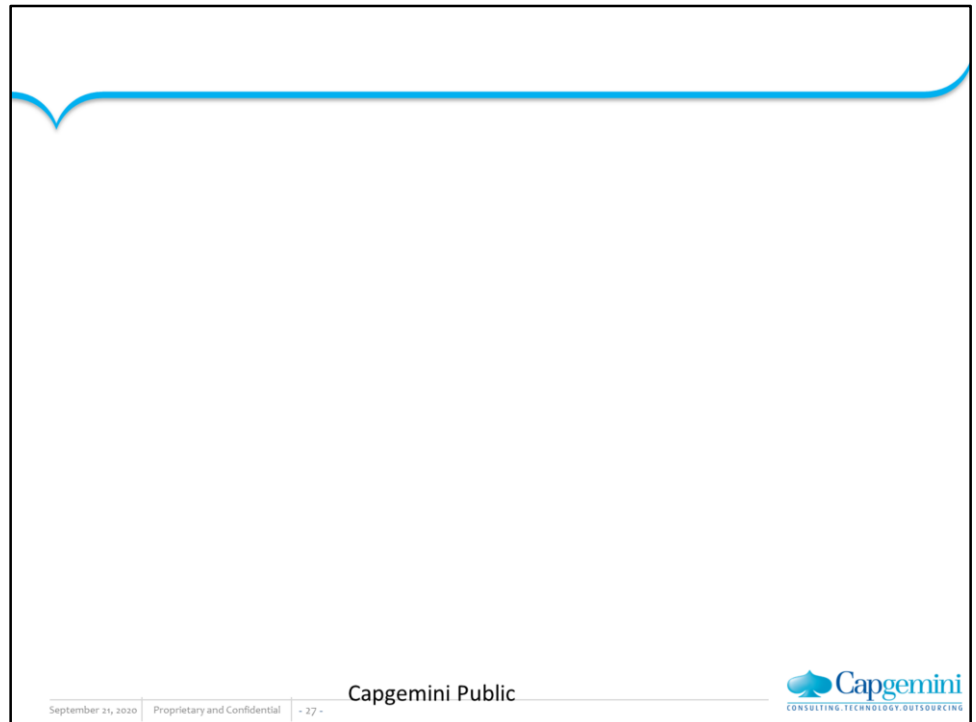 Capgemini Public
September 21, 2020 Proprietary and Confidential - 27 -
Capgemini
CONSULTING.TECHNOLOGY.OUTSOURCING